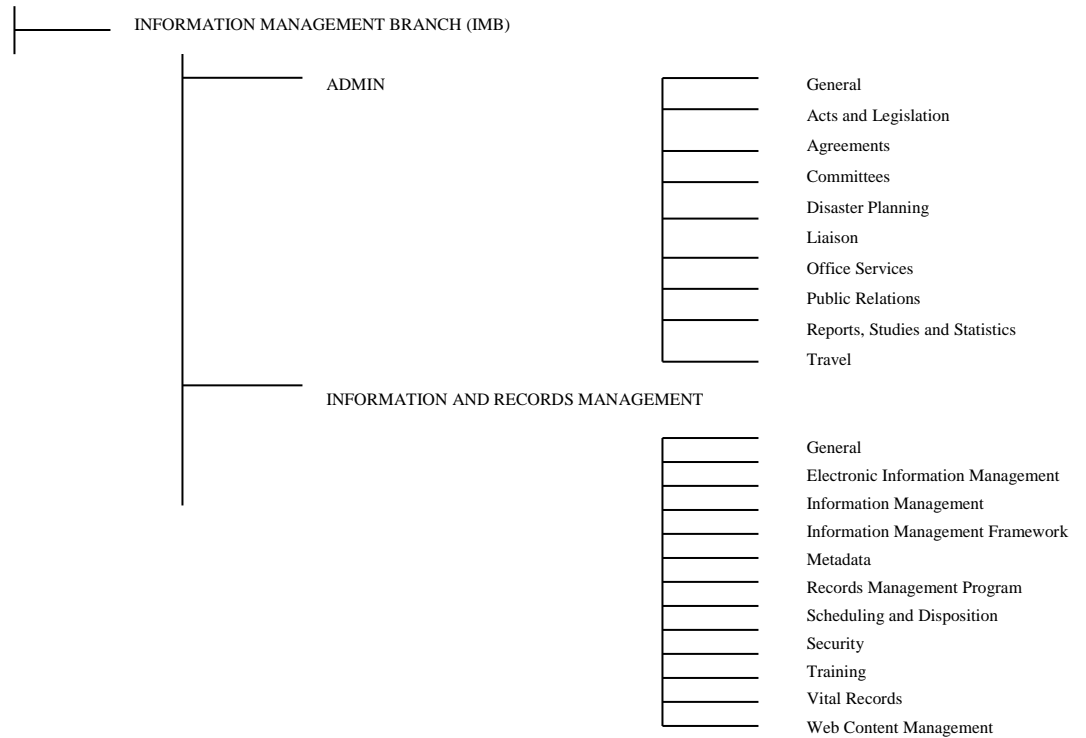 INFORMATION MANAGEMENT BRANCH (IMB)
ADMIN
General
Acts and Legislation
Agreements
Committees
Disaster Planning
Liaison
Office Services
Public Relations
Reports, Studies and Statistics
Travel
INFORMATION AND RECORDS MANAGEMENT
General
Electronic Information Management
Information Management
Information Management Framework
Metadata
Records Management Program
Scheduling and Disposition
Security
Training
Vital Records
Web Content Management